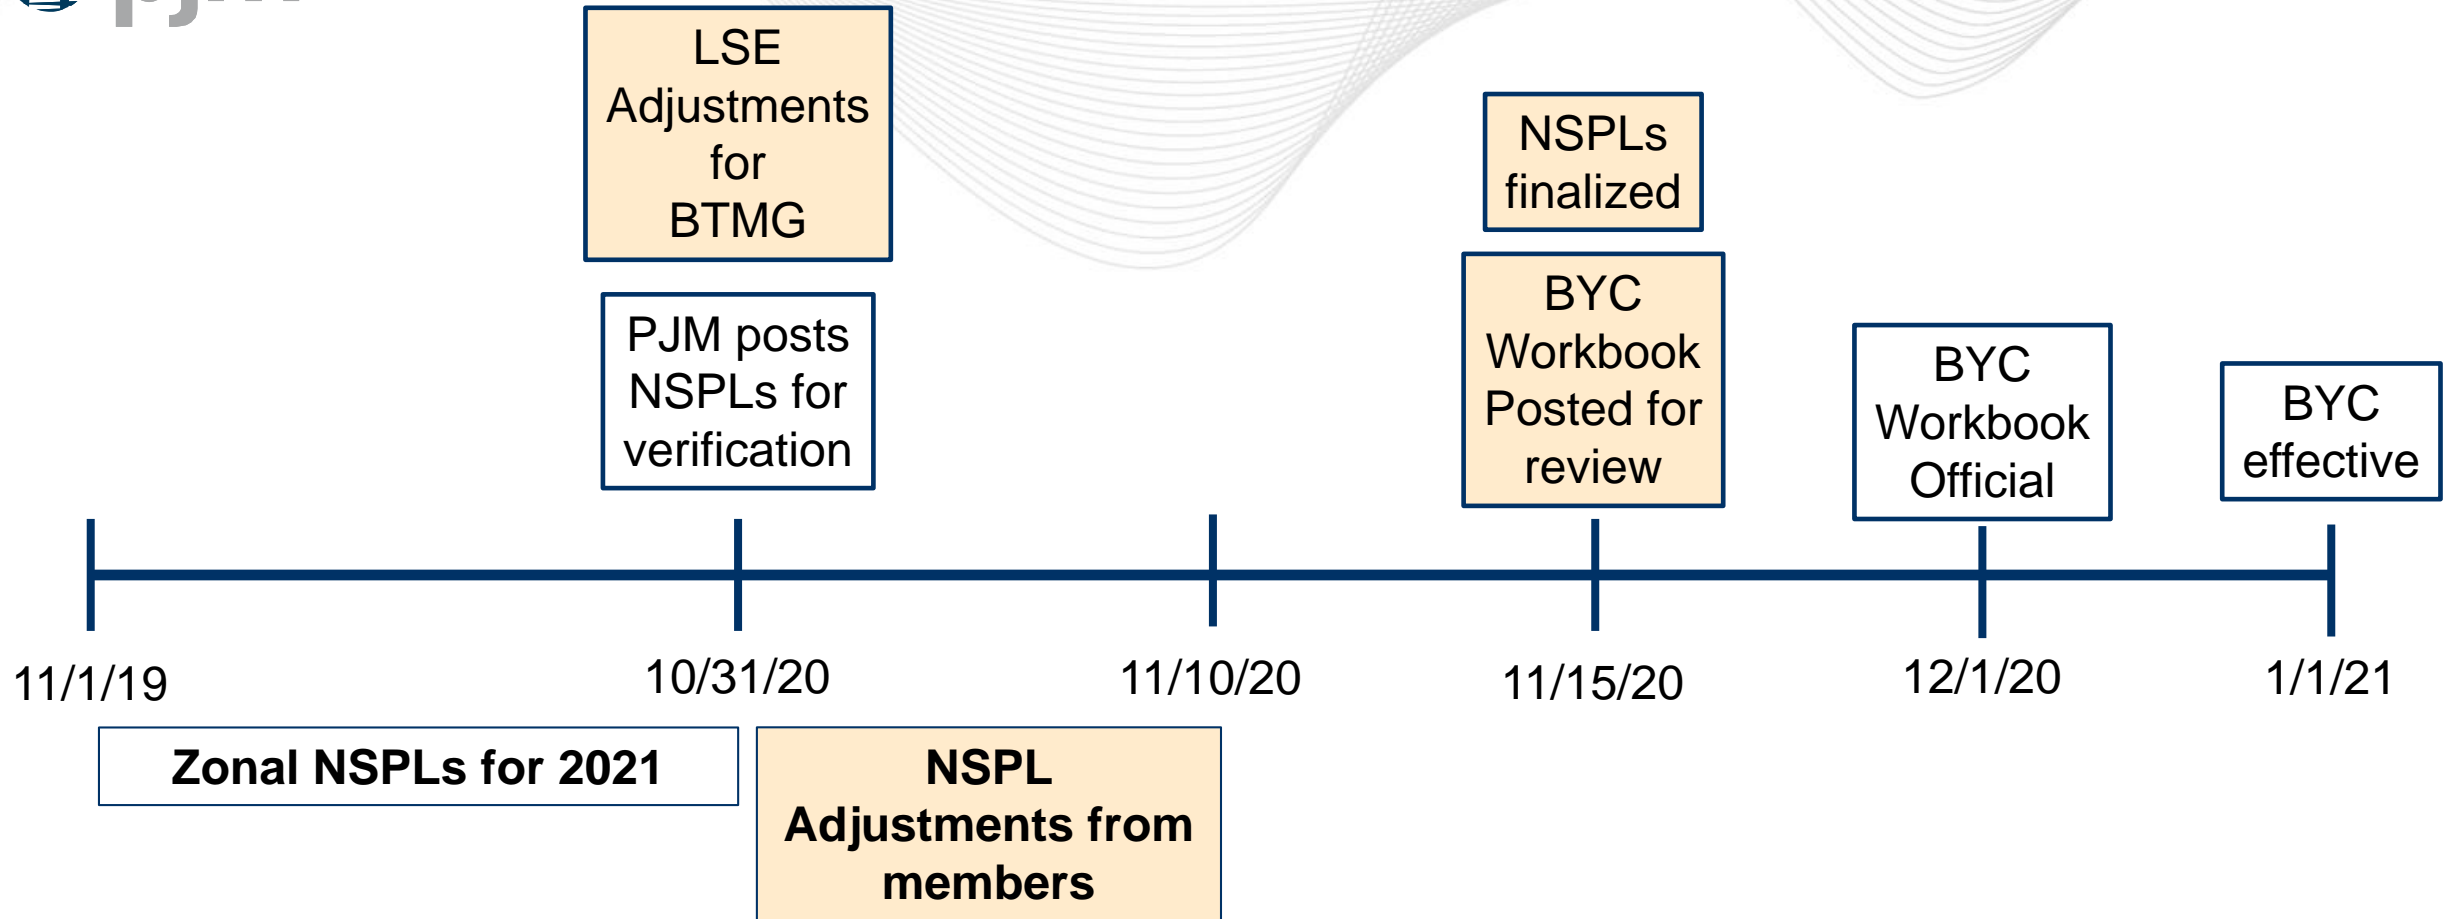 pjm
LSE
Adjustments
for
BTMG
PJM posts
NSPLs for
verification
NSPLs
finalized
BYC
Workbook
Posted for
review
BYC
Workbook
Official
BYC
effective
11/1/19
10/31/20
11/10/20
11/15/20
12/1/20
1/1/21
Zonal NSPLs for 2021
NSPL
Adjustments from
members